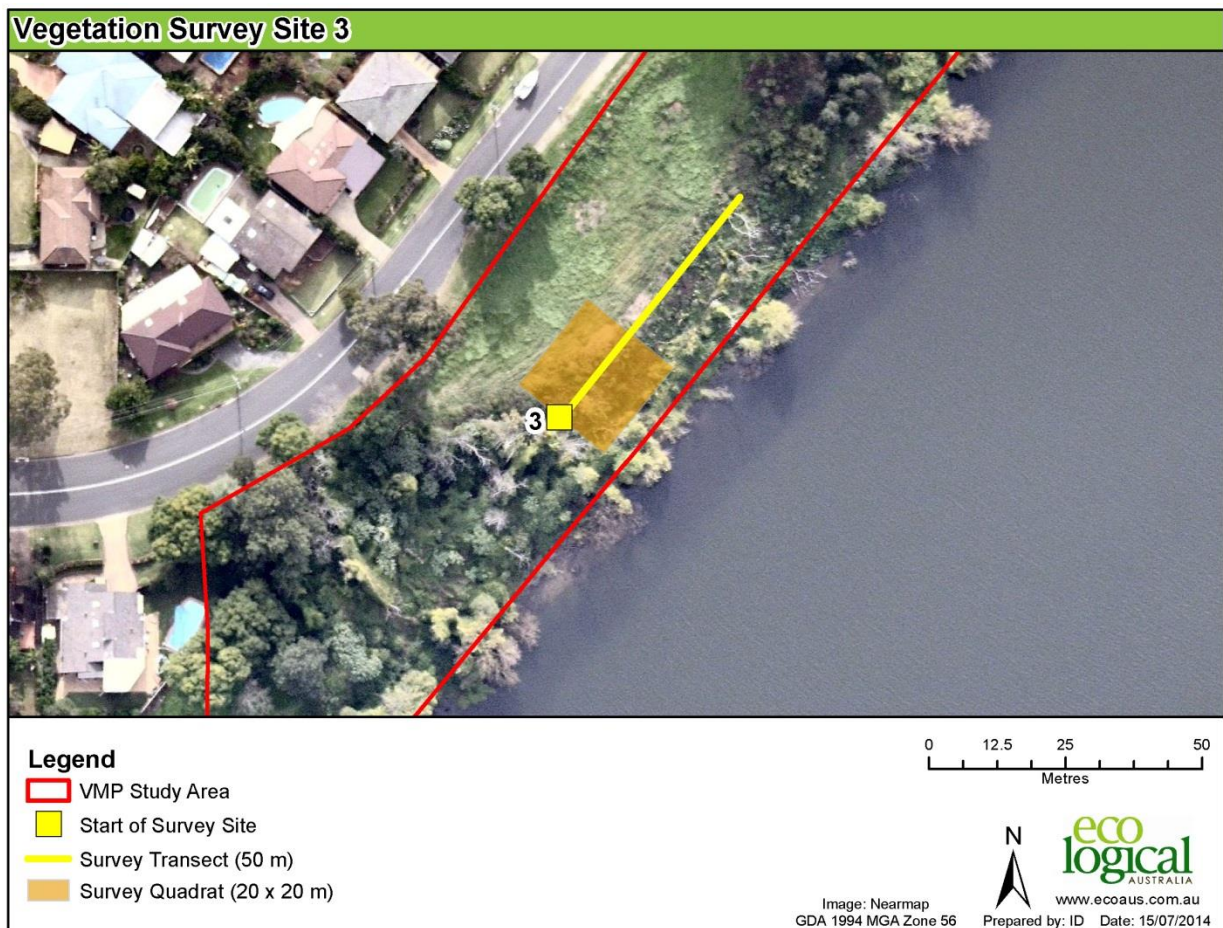 Vegetation Survey Site 3
3
Legend
VMP Study Area
Start of Survey Site
Survey Transect (50 m)
Survey Quadrat (20 x 20 m)
0 12.5 25 50
Metres
N
eco
logical
AUSTRALIA
www.ecoaus.com.au
Image: Nearmap
GDA 1994 MGA Zone 56
Prepared by: ID Date: 15/07/2014